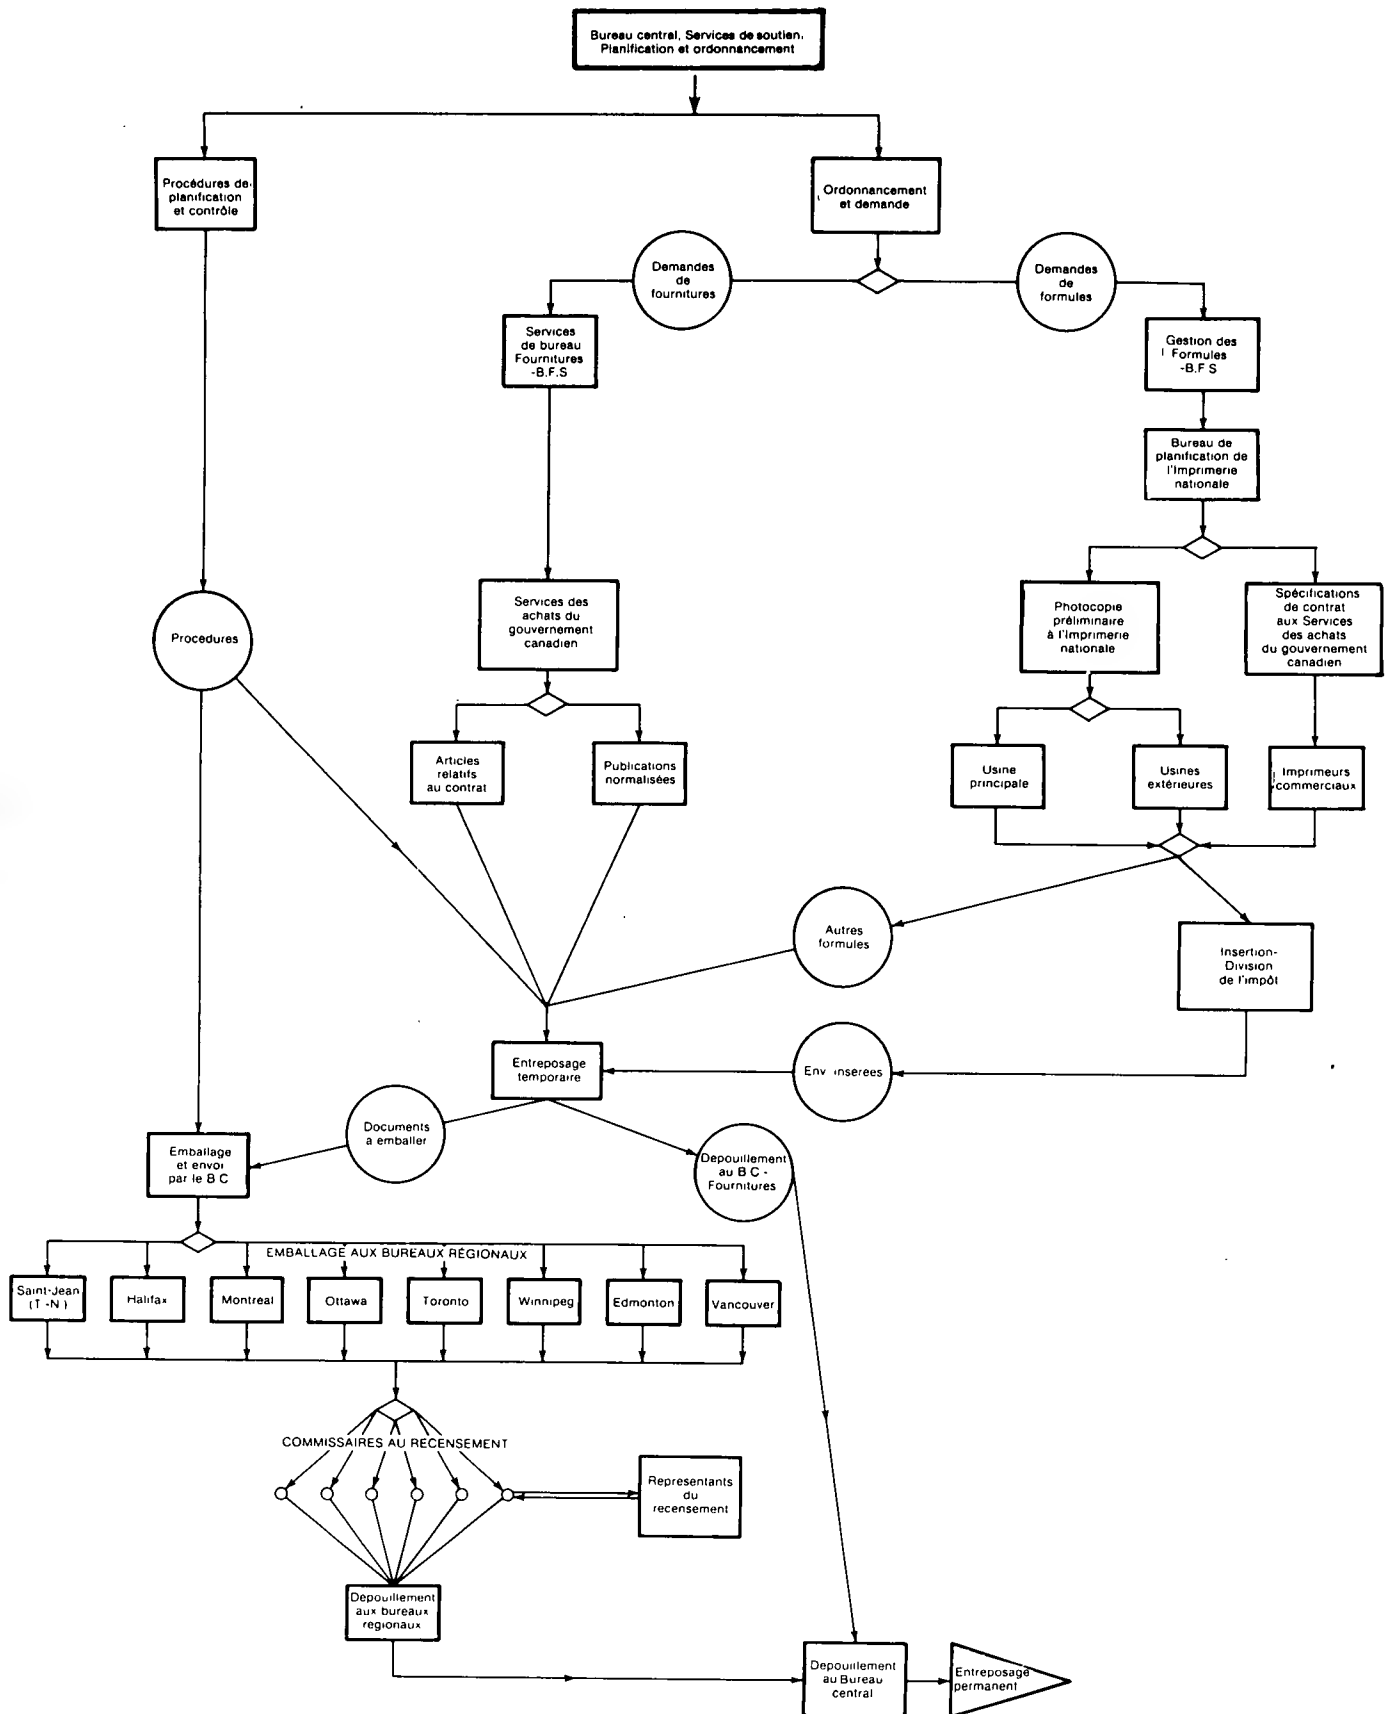 Bureau central, Services de soutien,
Planification et ordonnancement
Procédures de
planification
et contrôle
Ordonnancement
et demande
Demandes
de
fournitures
Demandes
de
formules
Services
de bureau
Fournitures
-B.F.S
Gestion des
Formules
-B.F S
Bureau de
planification de
l'Imprimerie
nationale
Services des
achats du
gouvernement
canadien
Photocopie
préliminaire
à l'Imprimerie
nationale
Spécifications
de contrat
aux Services
des achats
du gouvernement
canadien
Procedures
Articles
relatifs
au contrat
Publications
normalisées
Usine
principale
Usines
extérieures
Imprimeurs
commerciaux
Autres
formules
Insertion-
Division
de l'impôt
Entreposage
temporaire
Env insérées
Documents
a emballer
Emballage
et envoi
par le B C
Depouillement
au B C -
Fournitures
EMBALLAGE AUX BUREAUX RÉGIONAUX
Saint-Jean
(T -N )
Halifax
Montréal
Ottawa
Toronto
Winnipeg
Edmonton
Vancouver
COMMISSAIRES AU RECENSEMENT
Representants
du
recensement
Depouillement
aux bureaux
regionaux
Depouillement
au Bureau
central
Entreposage
permanent